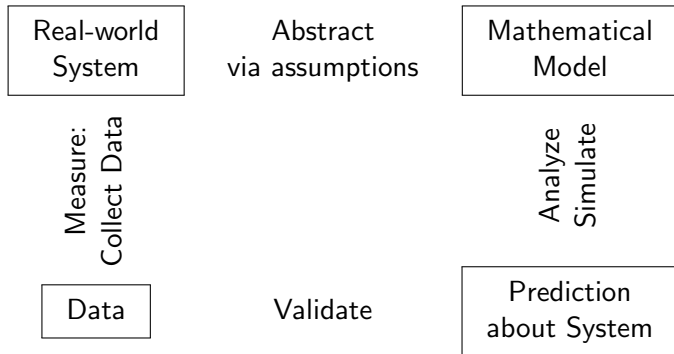 Real-world
System
Abstract
via assumptions
Mathematical
Model
Measure:
Collect Data
Analyze
Simulate
Data
Validate
Prediction
about System